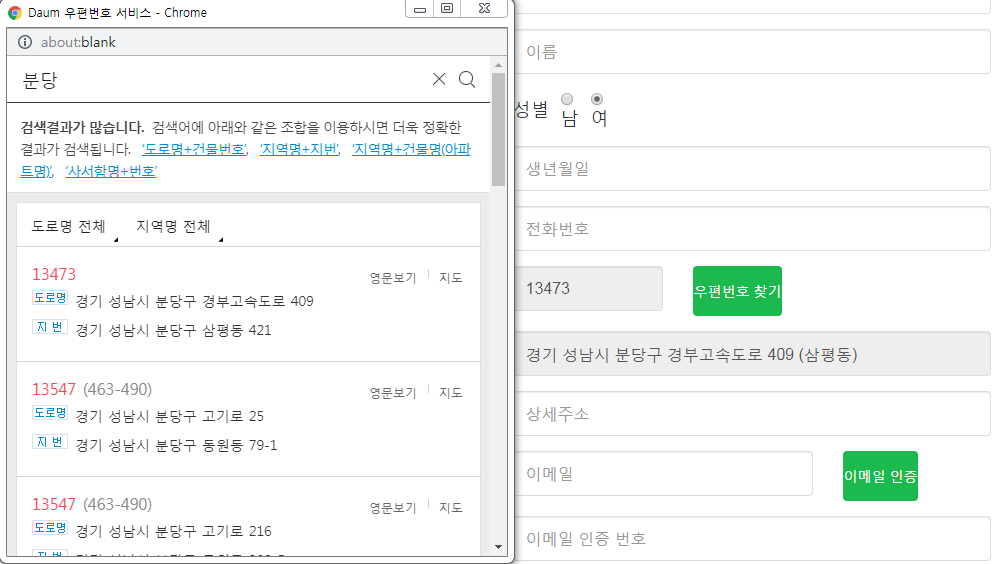 Daum 우편번호 서비스 - Chrome
about:blank
분당
검색결과가 많습니다. 검색어에 아래와 같은 조합을 이용하시면 더욱 정확한
결과가 검색됩니다. '도로명+건물번호', '지역명+지번', '지역명+건물명(아파
트명)', '사서함명+번호'
도로명 전체 지역명 전체
13473 영문보기 지도
도로명 경기 성남시 분당구 경부고속도로 409
지 번 경기 성남시 분당구 삼평동 421
13547 (463-490) 영문보기 지도
도로명 경기 성남시 분당구 고기로 25
지 번 경기 성남시 분당구 동원동 79-1
13547 (463-490) 영문보기 지도
도로명 경기 성남시 분당구 고기로 216
이름
성별 남 여
생년월일
전화번호
13473 우편번호 찾기
경기 성남시 분당구 경부고속도로 409 (삼평동)
상세주소
이메일 이메일 인증
이메일 인증 번호